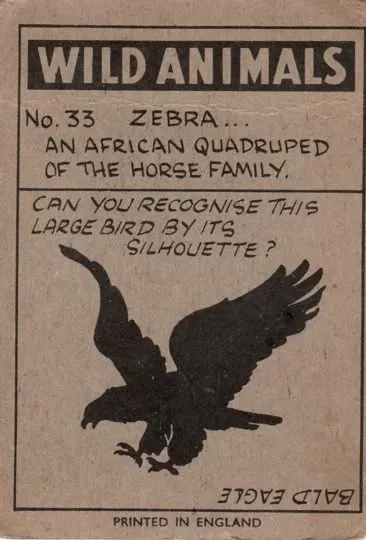 WILD ANIMALS
No. 33 ZEBRA...
AN AFRICAN QUADRUPED
OF THE HORSE FAMILY.
CAN YOU RECOGNISE THIS
LARGE BIRD BY ITS
SILHOUETTE?
BALD EAGLE
PRINTED IN ENGLAND